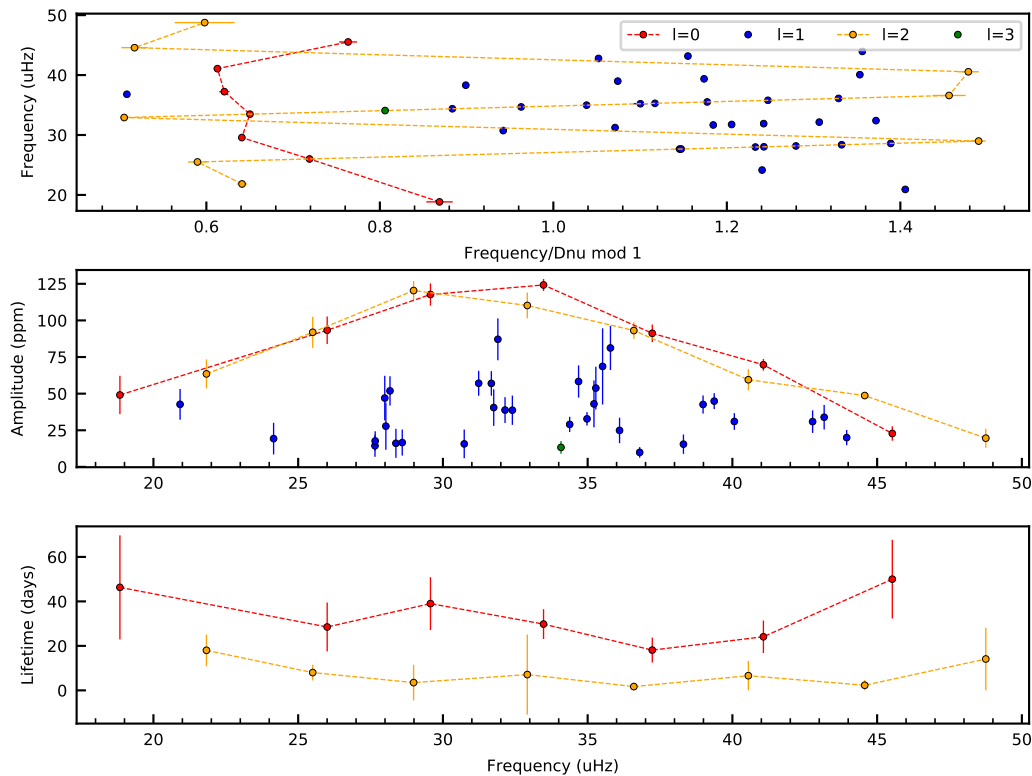 50
40
30
20
Frequency (uHz)
l=0 l=1 l=2 l=3
0.6 0.8 1.0 1.2 1.4
Frequency/Dnu mod 1
125
100
75
50
25
0
Amplitude (ppm)
20 25 30 35 40 45 50
60
40
20
0
Lifetime (days)
20 25 30 35 40 45 50
Frequency (uHz)